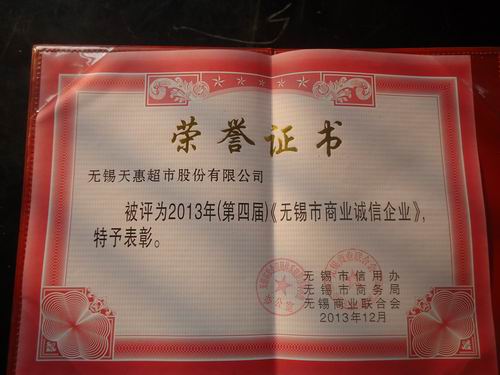 荣誉证书
无锡天惠超市股份有限公司
被评为2013年(第四届)《无锡市商业诚信企业》,
特予表彰。
无锡市信用办
无锡市商务局
无锡商业联合会
2013年12月